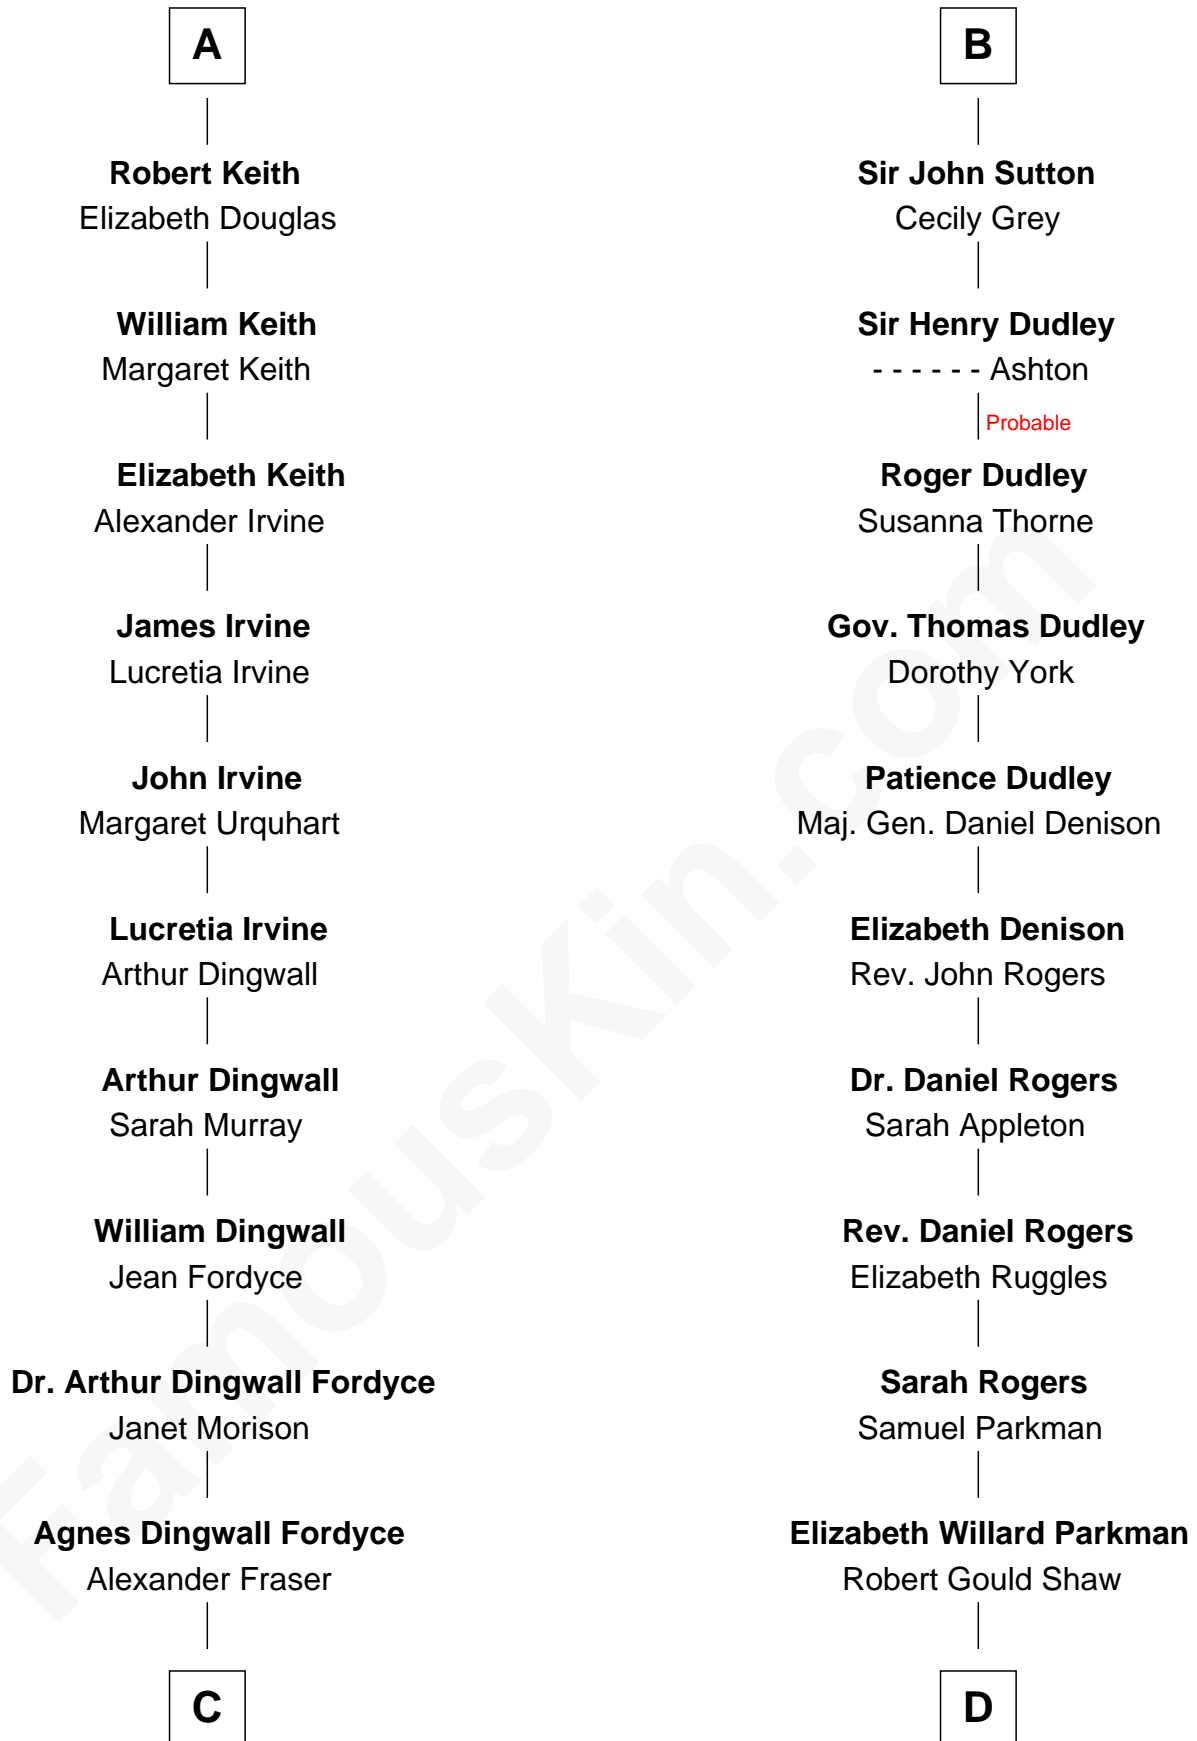 A
Robert Keith
Elizabeth Douglas
William Keith
Margaret Keith
Elizabeth Keith
Alexander Irvine
James Irvine
Lucretia Irvine
John Irvine
Margaret Urquhart
Lucretia Irvine
Arthur Dingwall
Arthur Dingwall
Sarah Murray
William Dingwall
Jean Fordyce
Dr. Arthur Dingwall Fordyce
Janet Morison
Agnes Dingwall Fordyce
Alexander Fraser
C
B
Sir John Sutton
Cecily Grey
Sir Henry Dudley
- - - - - - Ashton
Probable
Roger Dudley
Susanna Thorne
Gov. Thomas Dudley
Dorothy York
Patience Dudley
Maj. Gen. Daniel Denison
Elizabeth Denison
Rev. John Rogers
Dr. Daniel Rogers
Sarah Appleton
Rev. Daniel Rogers
Elizabeth Ruggles
Sarah Rogers
Samuel Parkman
Elizabeth Willard Parkman
Robert Gould Shaw
D
FamousKin.com